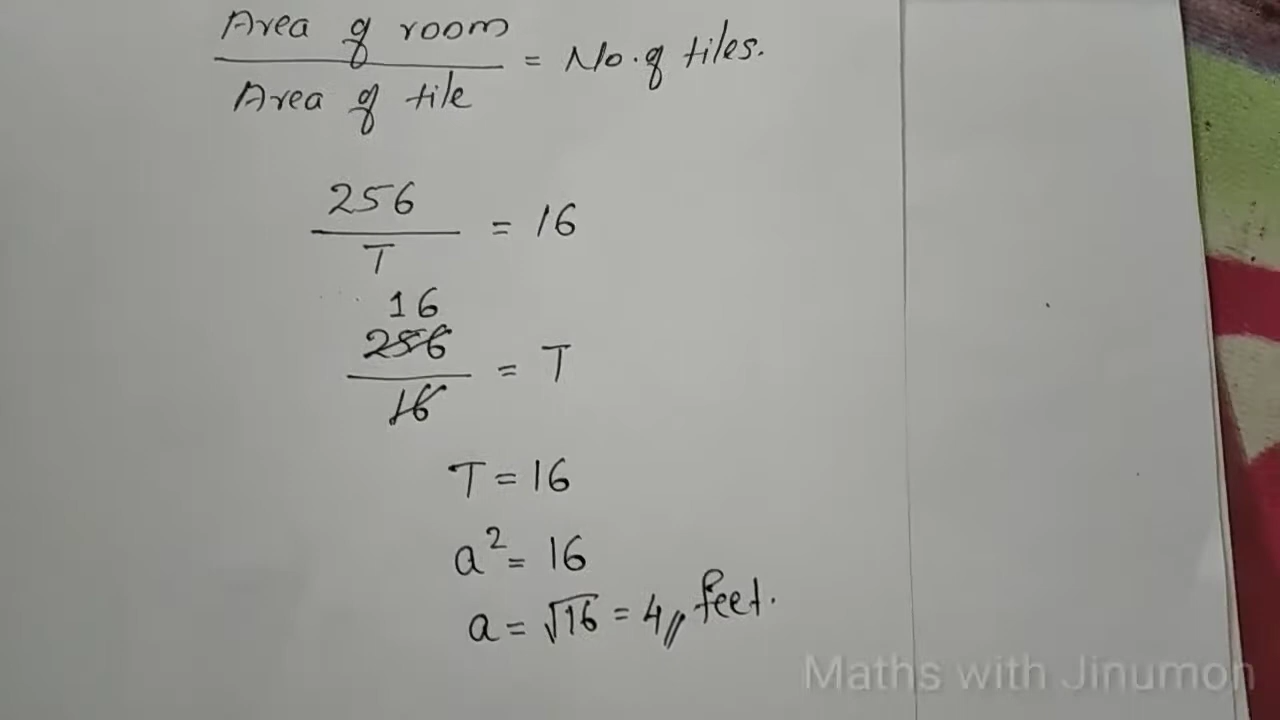 Area of room
= No. of tiles.
Area of tile
256
= 16
T
16
256
= T
16
T = 16
a² = 16
a = √16 = 4,, feet.
Maths with Jinumon